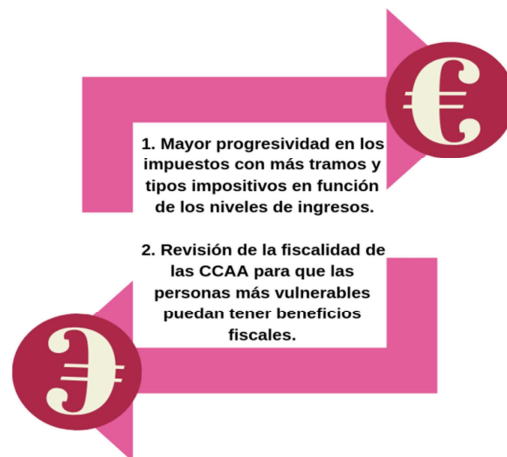 €
1. Mayor progresividad en los
impuestos con más tramos y
tipos impositivos en función
de los niveles de ingresos.
2. Revisión de la fiscalidad de
las CCAA para que las
personas más vulnerables
puedan tener beneficios
fiscales.
€